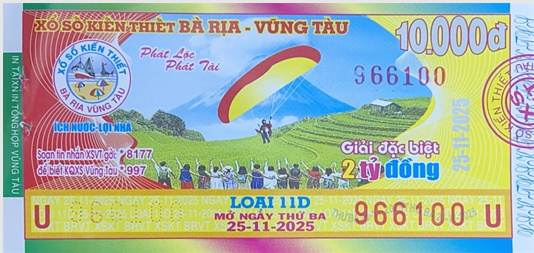 XỔ SỐ KIẾN THIẾT BÀ RỊA - VŨNG TÀU
10.000đ
XỔ SỐ KIẾN THIẾT
BÀ RỊA VŨNG TÀU
Phát Lộc
Phát Tài
966100
ÍCH NƯỚC - LỢI NHÀ
Soạn tin nhắn XSVT gửi: *8177
để biết KQXS Vũng Tàu *997
Giải đặc biệt
2 tỷ đồng
25-11-2025
IN TẠI XN IN TỔNG HỢP VŨNG TÀU
LOẠI 11D
MỞ NGÀY THỨ BA
25-11-2025
U
966100 U